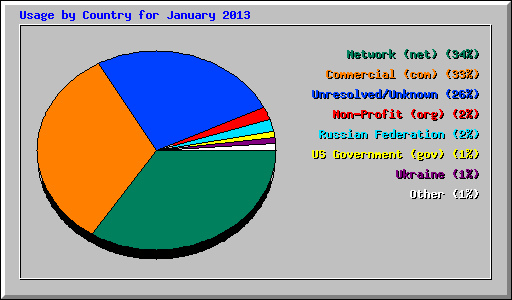 Usage by Country for January 2013
Network (net) (34%)
Commercial (com) (33%)
Unresolved/Unknown (26%)
Non-Profit (org) (2%)
Russian Federation (2%)
US Government (gov) (1%)
Ukraine (1%)
Other (1%)